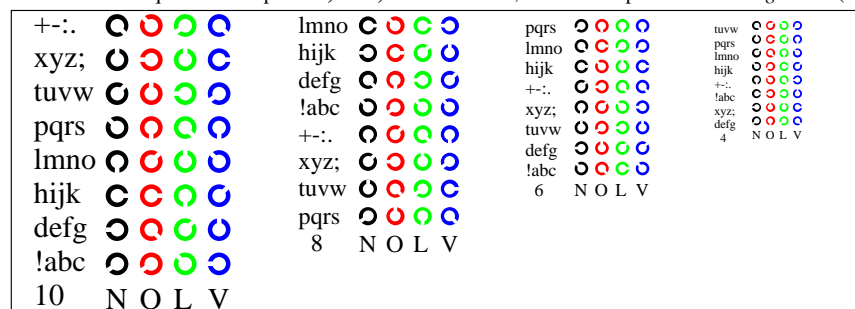 +-:.
xyz;
tuvw
pqrs
lmno
hijk
defg
!abc
10 N O L V
lmno
hijk
defg
!abc
+-:.
xyz;
tuvw
pqrs
8 N O L V
pqrs
lmno
hijk
+-:.
xyz;
tuvw
defg
!abc
6 N O L V
tuvw
pqrs
lmno
hijk
+-:.
!abc
xyz;
defg
4 N O L V